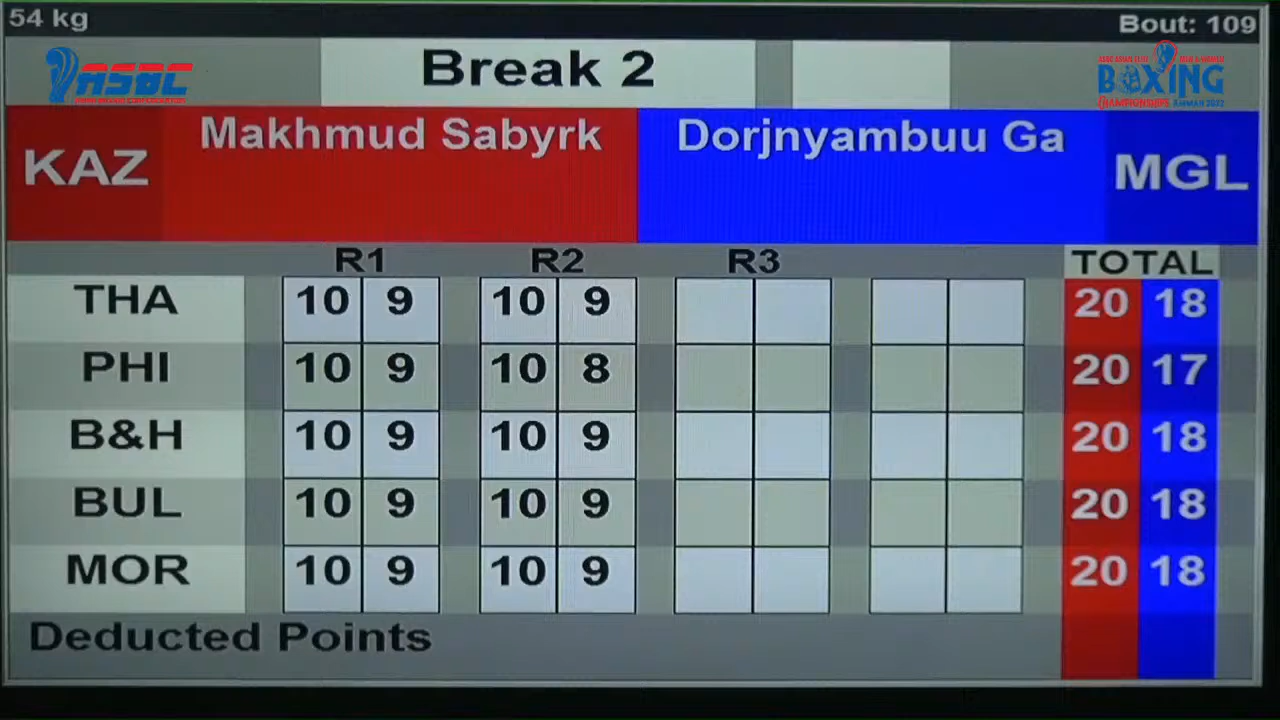 54 kg
Bout: 109
ASBC
Break 2
BOXING
CHAMPIONSHIPS
KAZ
Makhmud Sabyrk
Dorjnyambuu Ga
MGL
R1 R2 R3 TOTAL
THA 10 9 10 9 20 18
PHI 10 9 10 8 20 17
B&H 10 9 10 9 20 18
BUL 10 9 10 9 20 18
MOR 10 9 10 9 20 18
Deducted Points